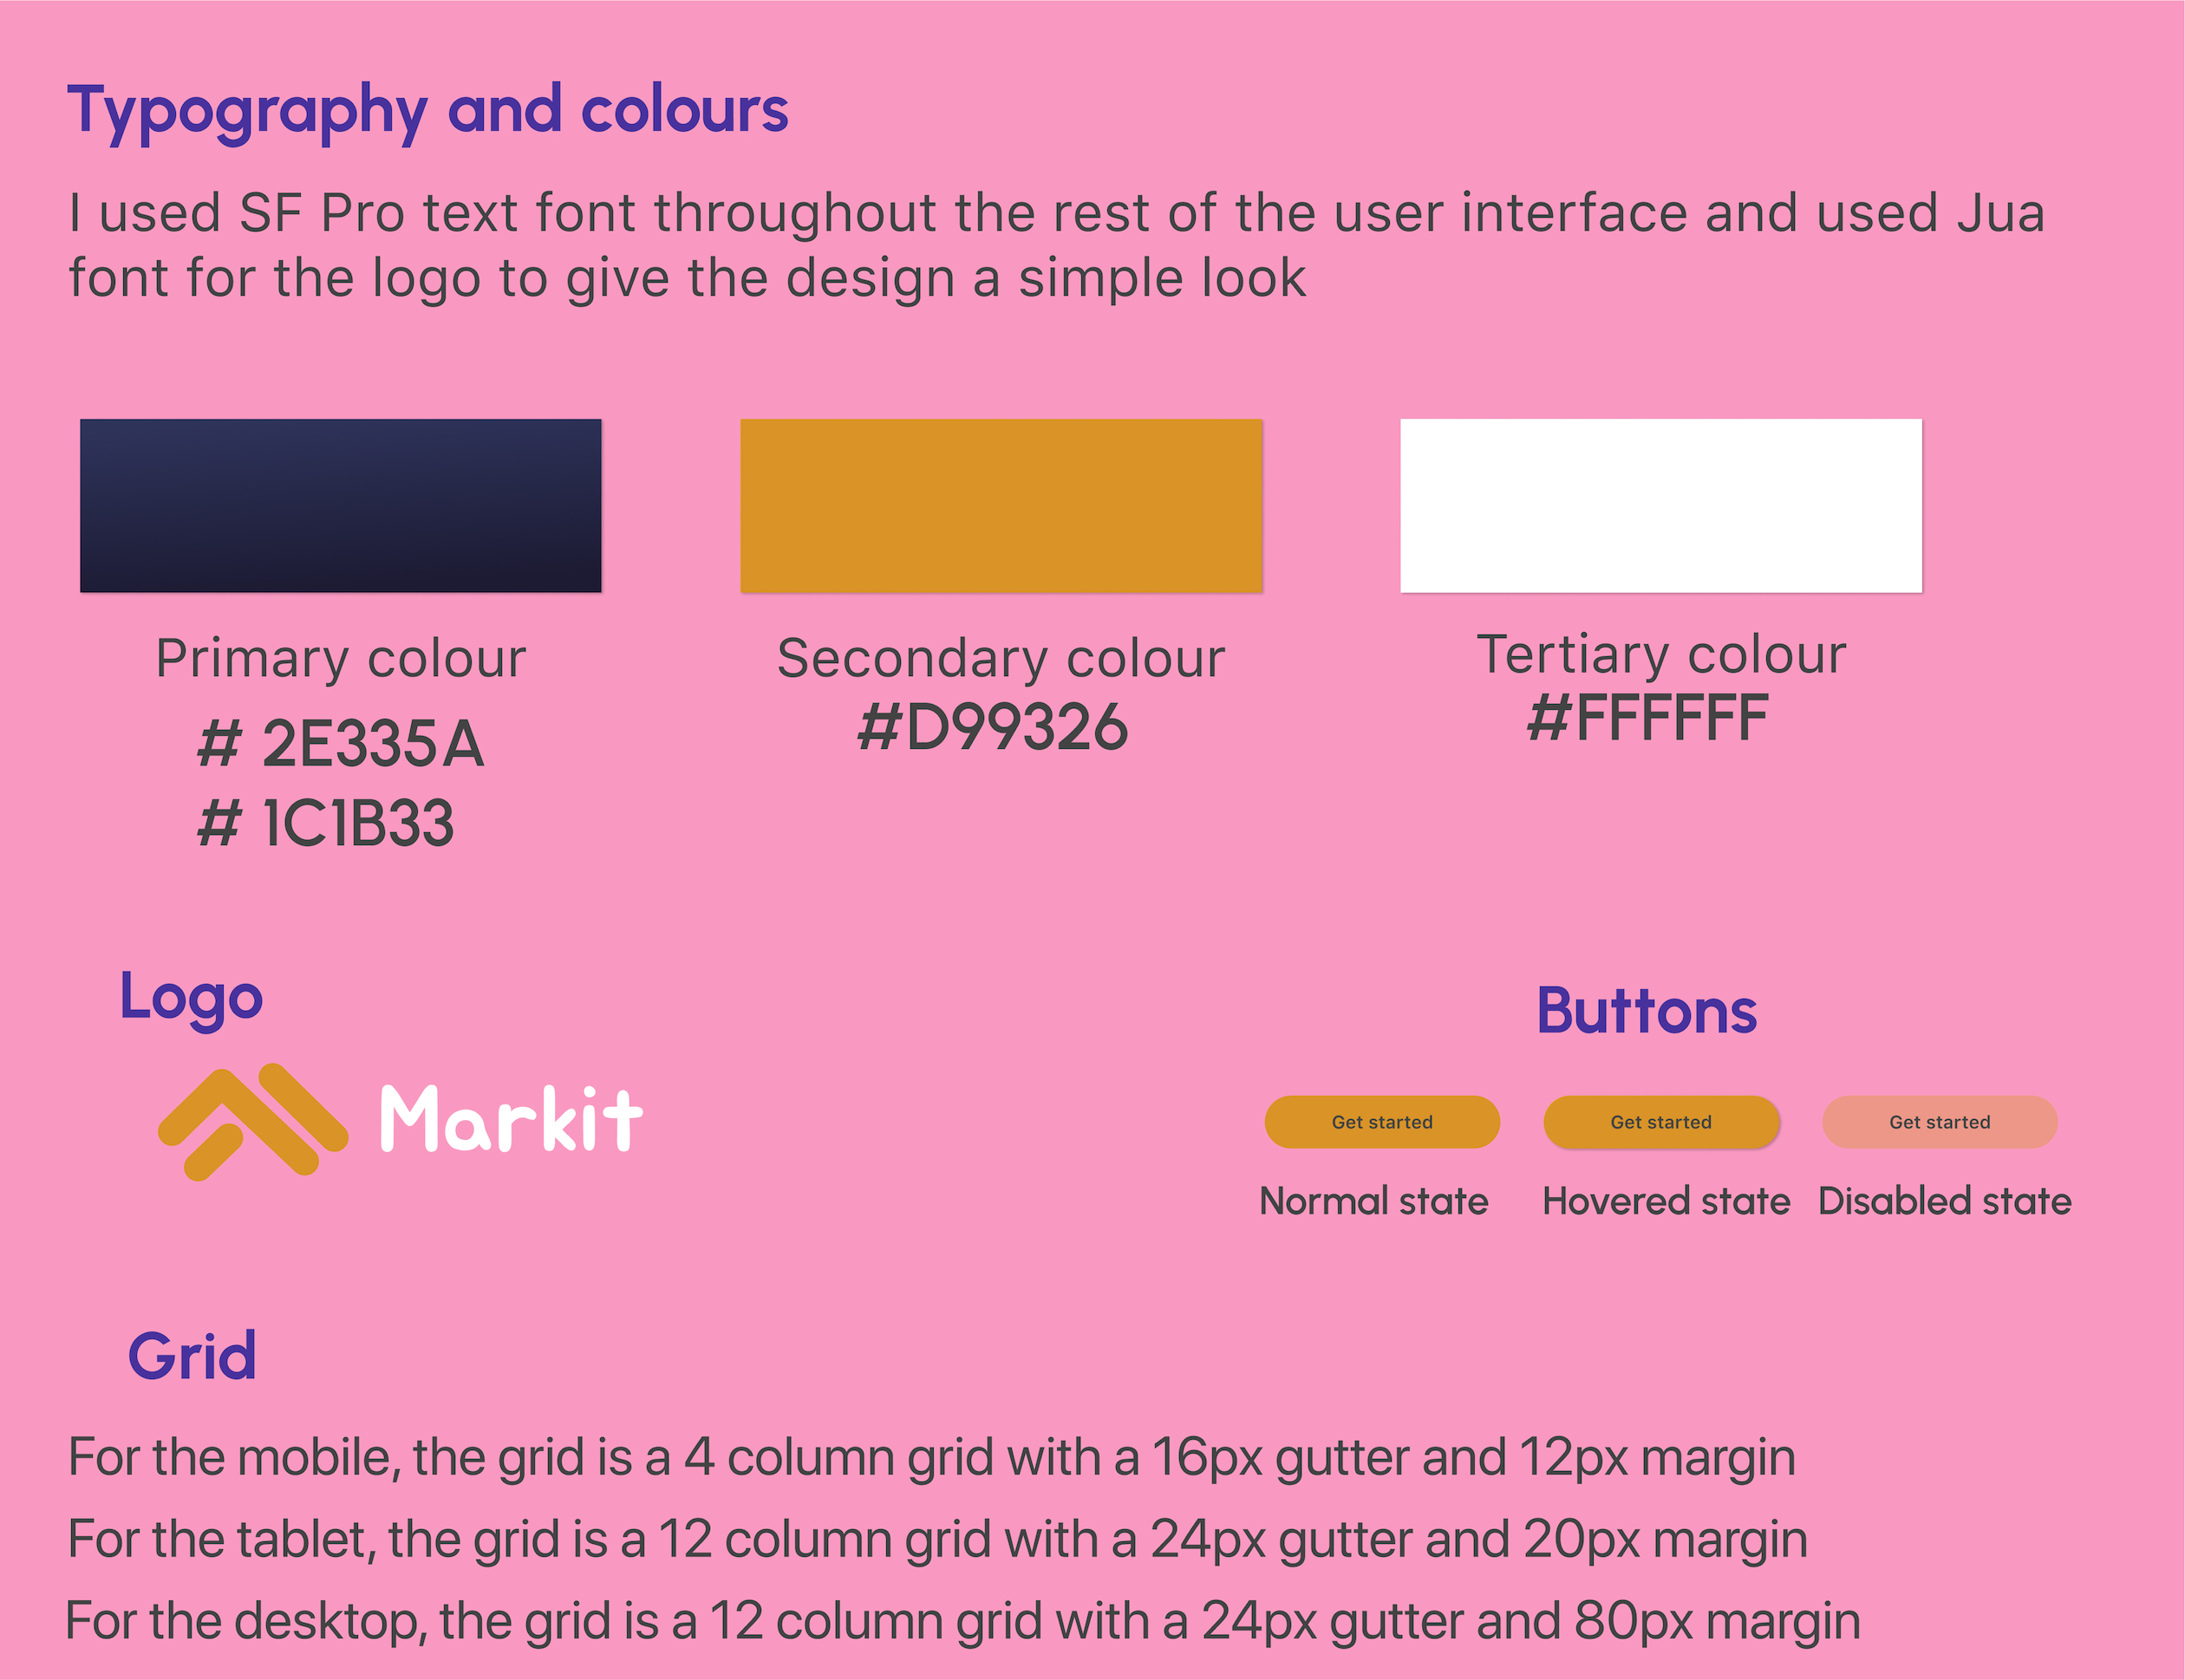 Typography and colours
I used SF Pro text font throughout the rest of the user interface and used Jua
font for the logo to give the design a simple look
Primary colour
# 2E335A
# 1C1B33
Secondary colour
#D99326
Tertiary colour
#FFFFFF
Logo
Markit
Buttons
Get started
Normal state
Get started
Hovered state
Get started
Disabled state
Grid
For the mobile, the grid is a 4 column grid with a 16px gutter and 12px margin
For the tablet, the grid is a 12 column grid with a 24px gutter and 20px margin
For the desktop, the grid is a 12 column grid with a 24px gutter and 80px margin